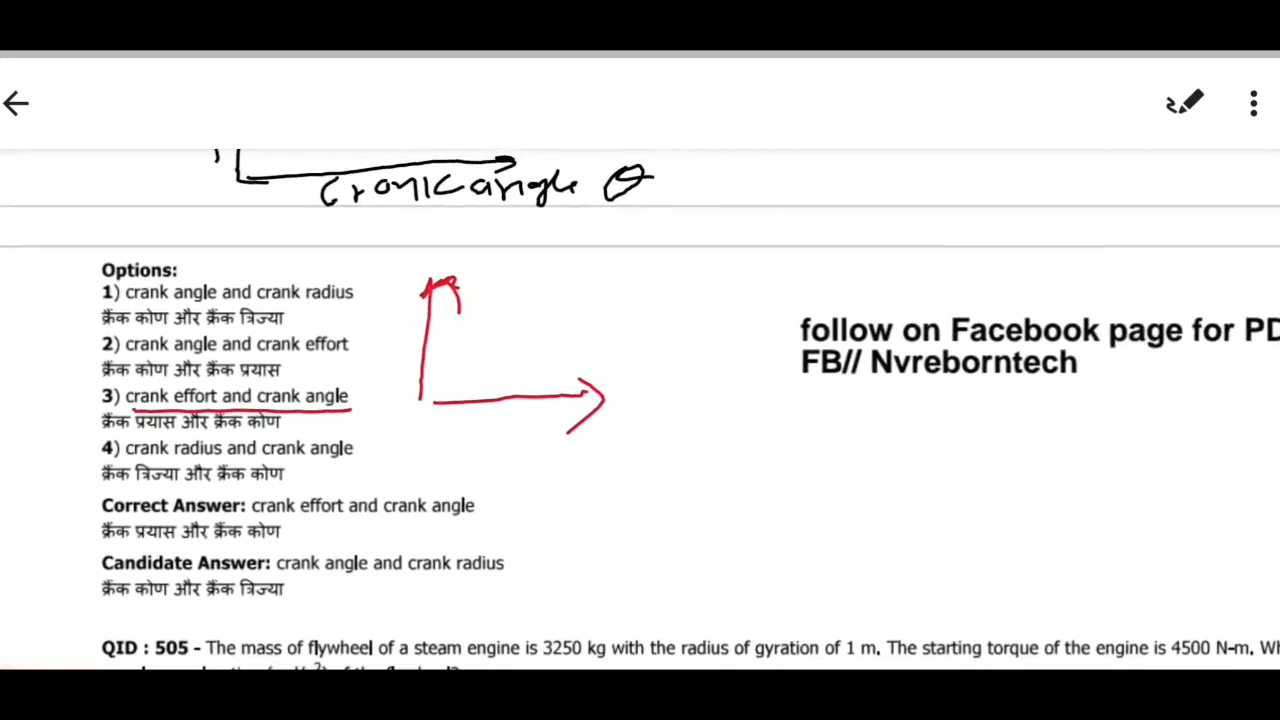 Cronk angle θ
Options:
1) crank angle and crank radius
क्रैंक कोण और क्रैंक त्रिज्या
2) crank angle and crank effort
क्रैंक कोण और क्रैंक प्रयास
3) crank effort and crank angle
क्रैंक प्रयास और क्रैंक कोण
4) crank radius and crank angle
क्रैंक त्रिज्या और क्रैंक कोण
Correct Answer: crank effort and crank angle
क्रैंक प्रयास और क्रैंक कोण
Candidate Answer: crank angle and crank radius
क्रैंक कोण और क्रैंक त्रिज्या
follow on Facebook page for PD
FB// Nvreborntech
QID : 505 - The mass of flywheel of a steam engine is 3250 kg with the radius of gyration of 1 m. The starting torque of the engine is 4500 N-m. Wh